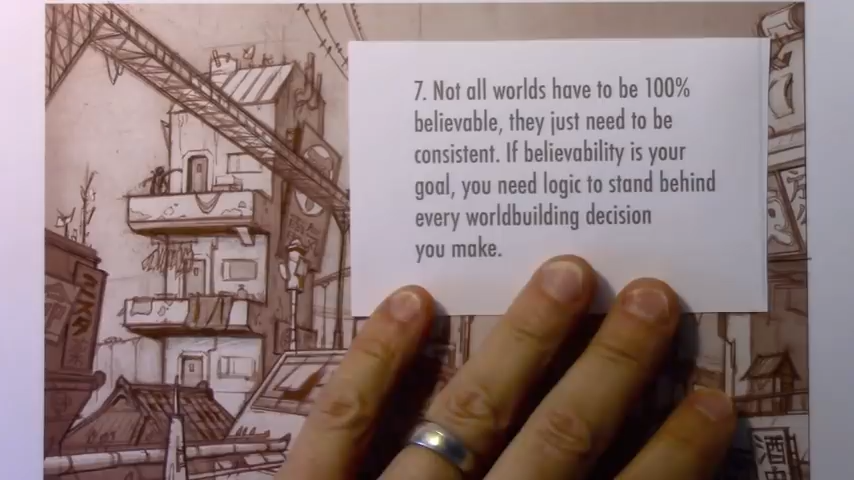 7. Not all worlds have to be 100%
believable, they just need to be
consistent. If believability is your
goal, you need logic to stand behind
every worldbuilding decision
you make.